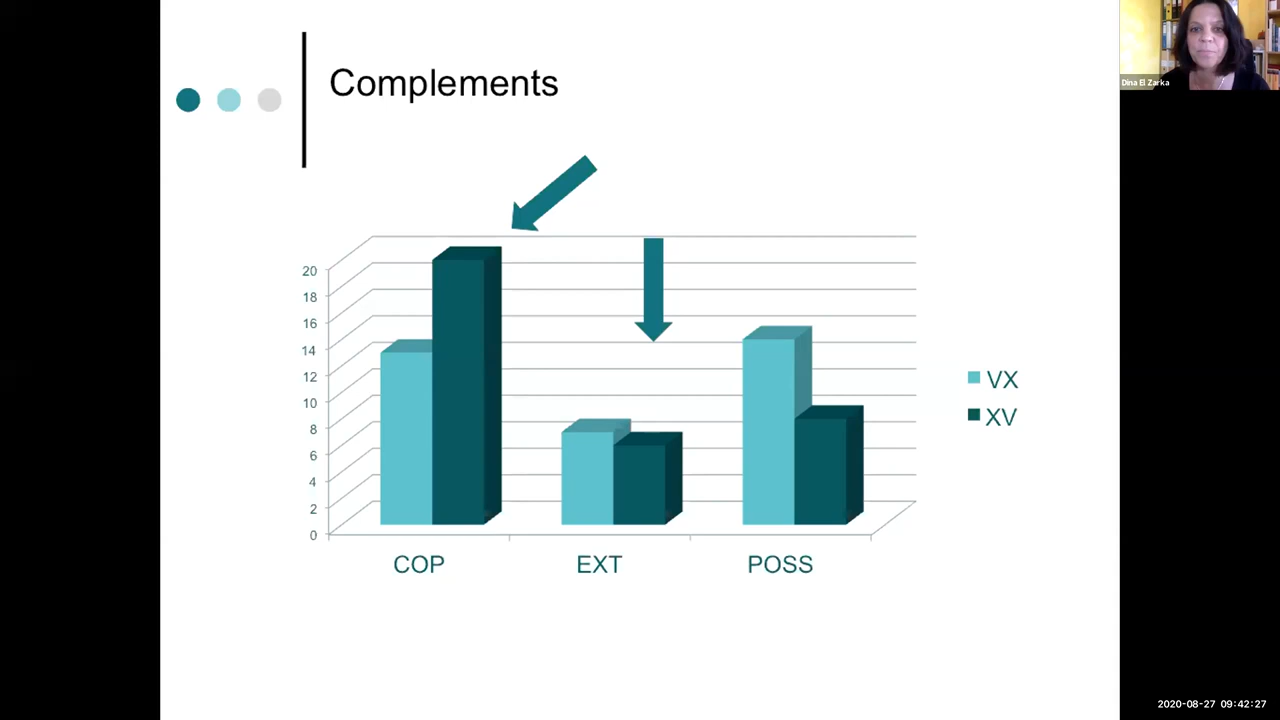 Complements
Dina El Zarka
20
18
16
14
12
10
8
6
4
2
0
COP EXT POSS
VX
XV
2020-08-27 09:42:27